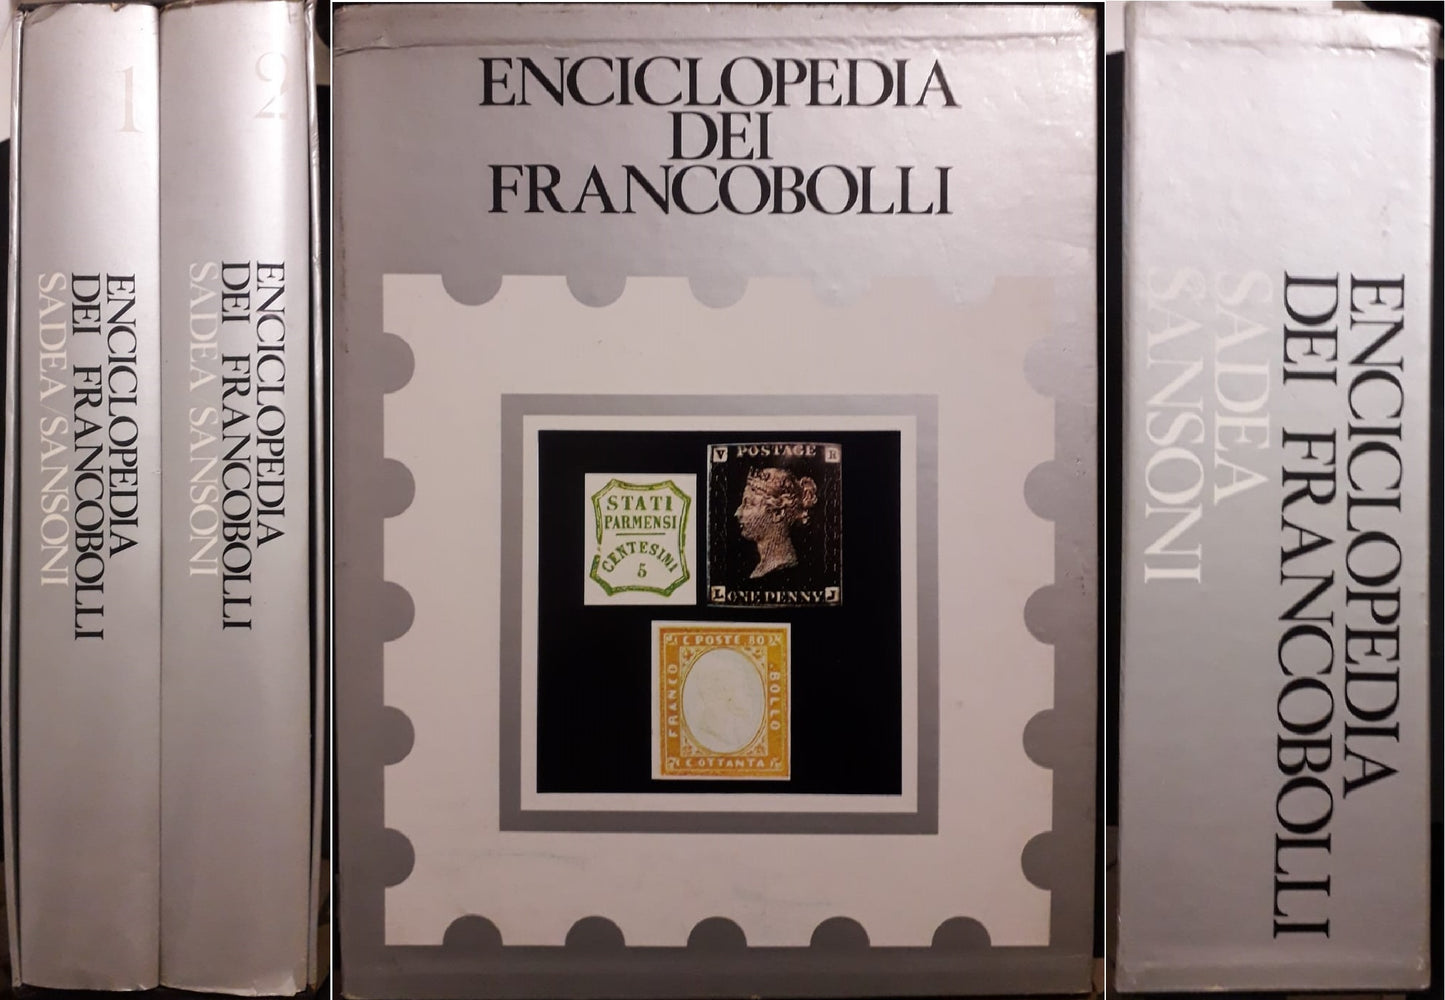 1
ENCICLOPEDIA
DEI FRANCOBOLLI
SADEA/SANSONI
2
ENCICLOPEDIA
DEI FRANCOBOLLI
SADEA/SANSONI
ENCICLOPEDIA
DEI
FRANCOBOLLI
STATI
PARMENSI
CENTESIMI
5
V POSTAGE R
L ONE PENNY J
C POSTE 80
FRANCO
BOLLO
C OTTANTA
ENCICLOPEDIA
DEI FRANCOBOLLI
SADEA
SANSONI